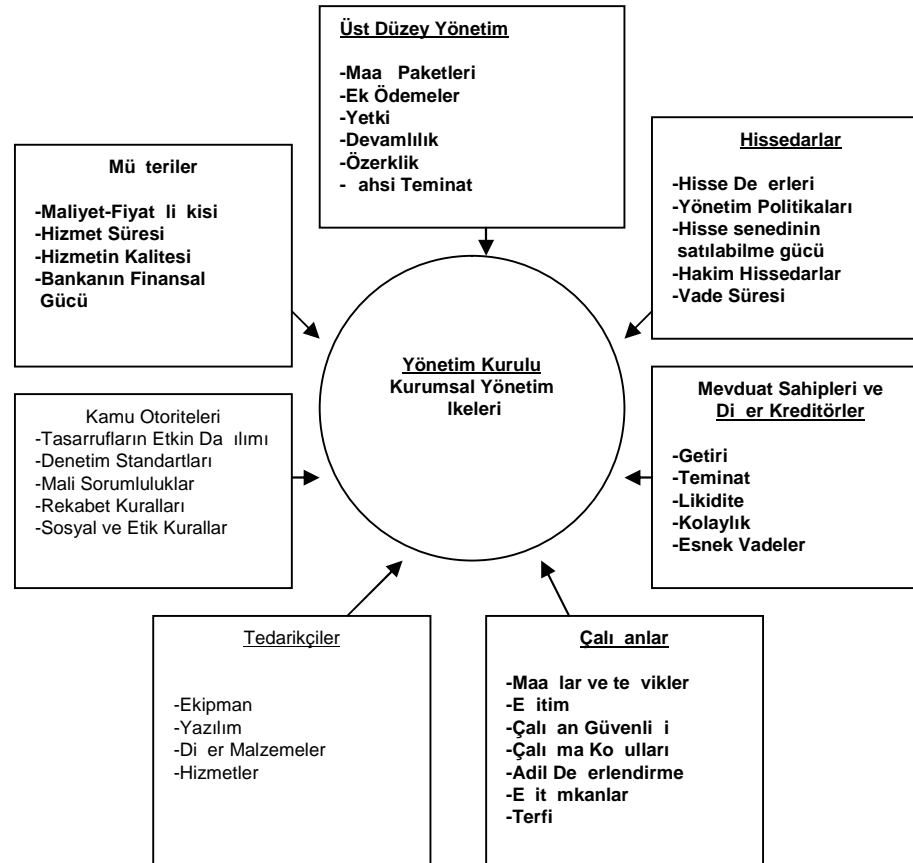 Üst Düzey Yönetim
-Maa Paketleri
-Ek Ödemeler
-Yetki
-Devamlılık
-Özerklik
- ahsi Teminat
Mü teriler
-Maliyet-Fiyat li kisi
-Hizmet Süresi
-Hizmetin Kalitesi
-Bankanın Finansal
Gücü
Hissedarlar
-Hisse De erleri
-Yönetim Politikaları
-Hisse senedinin
satılabilme gücü
-Hakim Hissedarlar
-Vade Süresi
Yönetim Kurulu
Kurumsal Yönetim
Ikeleri
Kamu Otoriteleri
-Tasarrufların Etkin Da ılımı
-Denetim Standartları
-Mali Sorumluluklar
-Rekabet Kuralları
-Sosyal ve Etik Kurallar
Mevduat Sahipleri ve
Di er Kreditörler
-Getiri
-Teminat
-Likidite
-Kolaylık
-Esnek Vadeler
Tedarikçiler
-Ekipman
-Yazılım
-Di er Malzemeler
-Hizmetler
Çalı anlar
-Maa lar ve te vikler
-E itim
-Çalı an Güvenli i
-Çalı ma Ko ulları
-Adil De erlendirme
-E it mkanlar
-Terfi